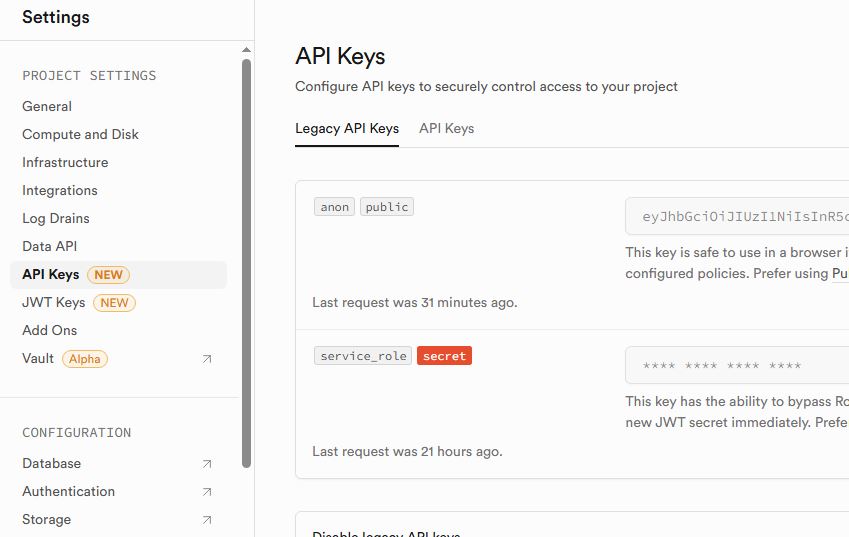 Settings
PROJECT SETTINGS
General
Compute and Disk
Infrastructure
Integrations
Log Drains
Data API
API Keys NEW
JWT Keys NEW
Add Ons
Vault Alpha
CONFIGURATION
Database
Authentication
Storage
API Keys
Configure API keys to securely control access to your project
Legacy API Keys API Keys
anon public
eyJhbGciOiJIUzI1NiIsInR5c
This key is safe to use in a browser i
configured policies. Prefer using Pu
Last request was 31 minutes ago.
service_role secret
**** **** **** ****
This key has the ability to bypass Ro
new JWT secret immediately. Prefe
Last request was 21 hours ago.
Disable legacy API keys